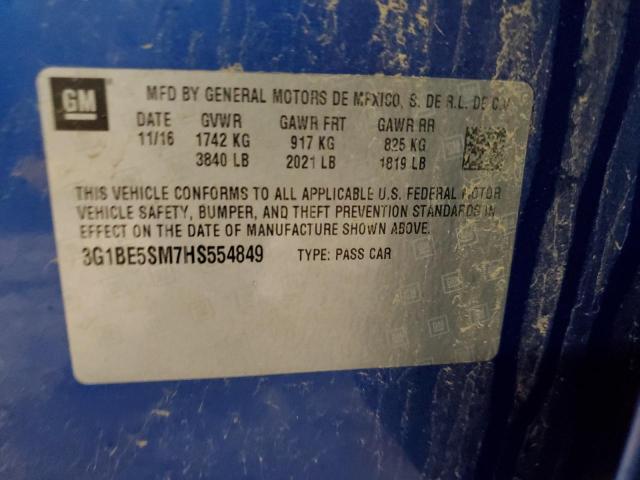 GM
MFD BY GENERAL MOTORS DE MEXICO, S. DE R.L. DE C.V.
DATE GVWR GAWR FRT GAWR RR
11/16 1742 KG 917 KG 825 KG
3840 LB 2021 LB 1819 LB
THIS VEHICLE CONFORMS TO ALL APPLICABLE U.S. FEDERAL MOTOR
VEHICLE SAFETY, BUMPER, AND THEFT PREVENTION STANDARDS IN
EFFECT ON THE DATE OF MANUFACTURE SHOWN ABOVE.
3G1BE5SM7HS554849 TYPE: PASS CAR